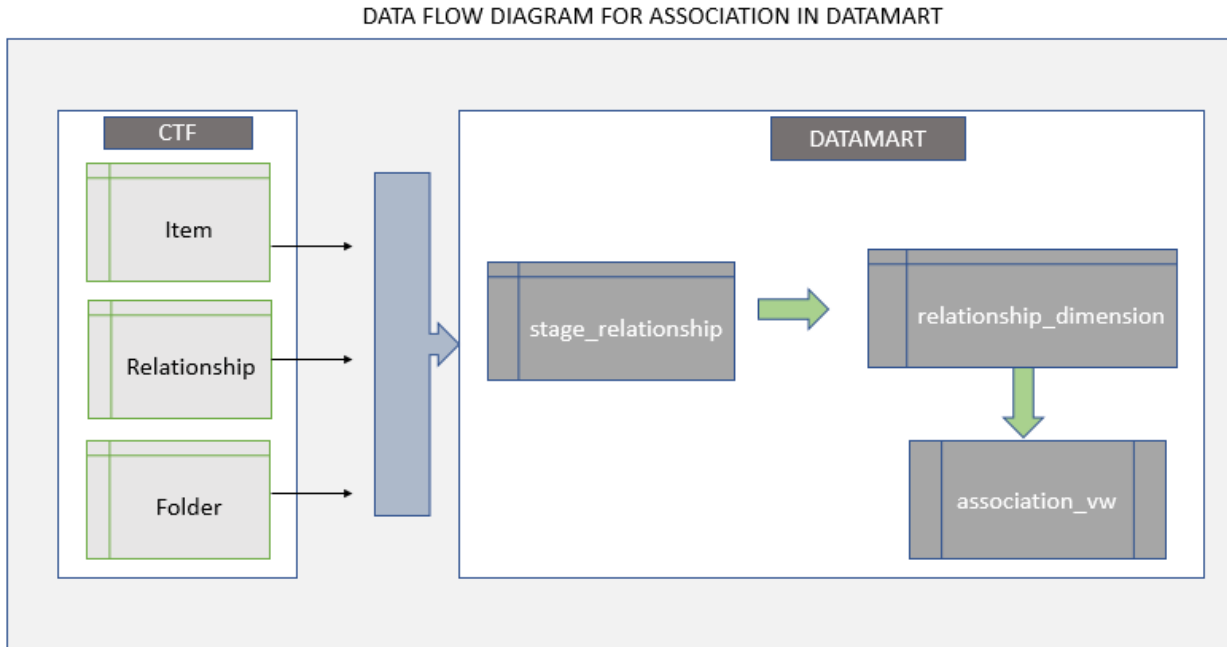 DATA FLOW DIAGRAM FOR ASSOCIATION IN DATAMART
CTF
Item
Relationship
Folder
DATAMART
stage_relationship
relationship_dimension
association_vw